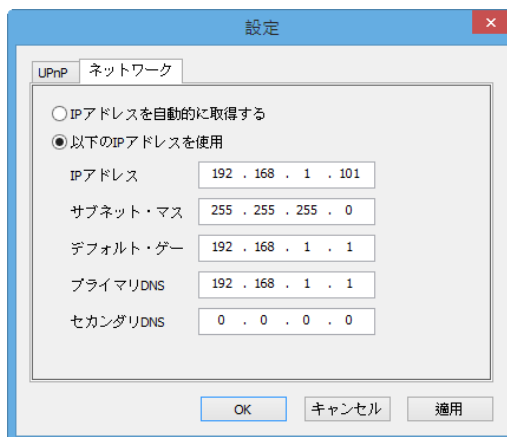 設定
UPnP ネットワーク
IPアドレスを自動的に取得する
以下のIPアドレスを使用
IPアドレス 192 . 168 . 1 . 101
サブネット・マス 255 . 255 . 255 . 0
デフォルト・ゲー 192 . 168 . 1 . 1
プライマリDNS 192 . 168 . 1 . 1
セカンダリDNS 0 . 0 . 0 . 0
OK キャンセル 適用